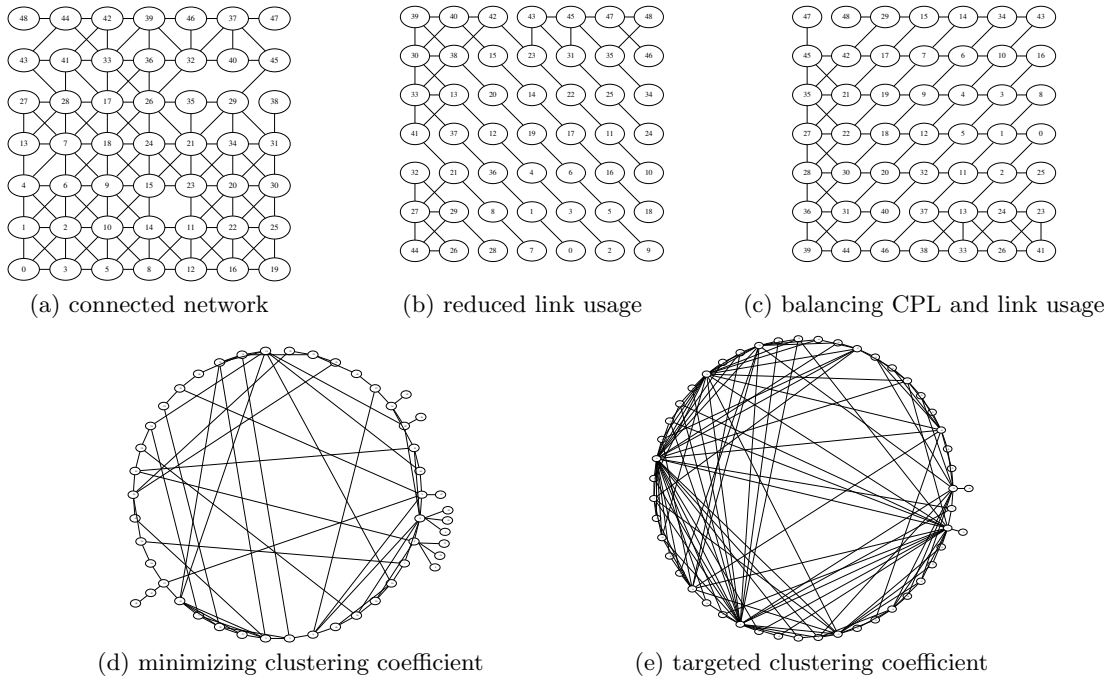 48 44 42 39 46 37 47
43 41 33 36 32 40 45
27 28 17 26 35 29 38
13 7 18 24 21 34 31
4 6 9 15 23 20 30
1 2 10 14 11 22 25
0 3 5 8 12 16 19
(a) connected network
39 40 42 43 45 47 48
30 38 15 23 31 35 46
33 13 20 14 22 25 34
41 37 12 19 17 11 24
32 21 36 4 6 16 10
27 29 8 1 3 5 18
44 26 28 7 0 2 9
(b) reduced link usage
47 48 29 15 14 34 43
45 42 17 7 6 10 16
35 21 19 9 4 3 8
27 22 18 12 5 1 0
28 30 20 32 11 2 25
36 31 40 37 13 24 23
39 44 46 38 33 26 41
(c) balancing CPL and link usage
(d) minimizing clustering coefficient
(e) targeted clustering coefficient